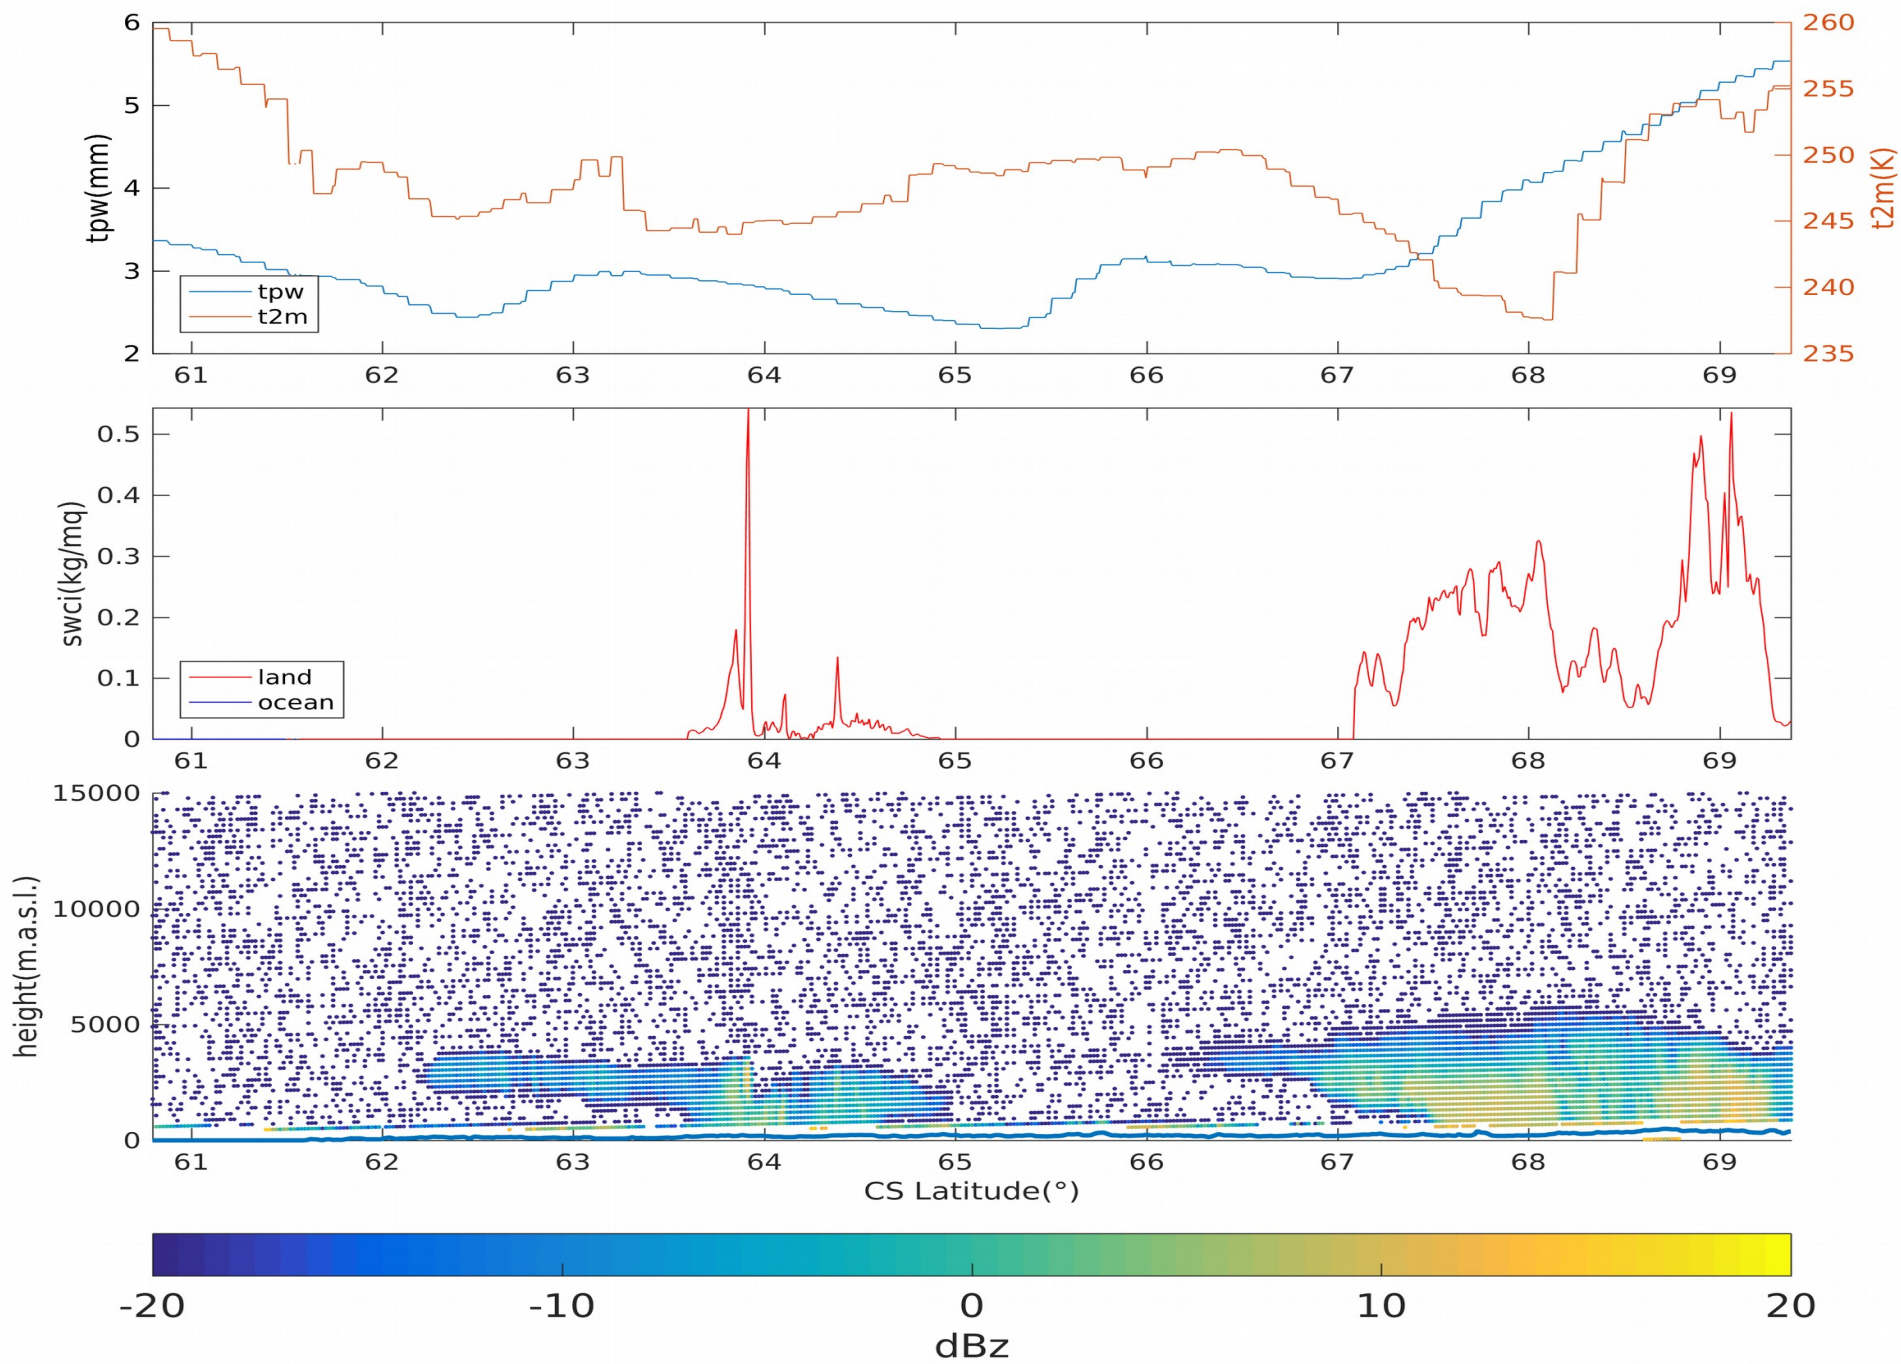 6
5
4
3
2
tpw(mm)
260
255
250
245
240
235
t2m(K)
tpw
t2m
61 62 63 64 65 66 67 68 69
0.5
0.4
0.3
0.2
0.1
0
swci(kg/mq)
land
ocean
61 62 63 64 65 66 67 68 69
15000
10000
5000
0
height(m.a.s.l.)
61 62 63 64 65 66 67 68 69
CS Latitude(°)
-20 -10 0 10 20
dBz